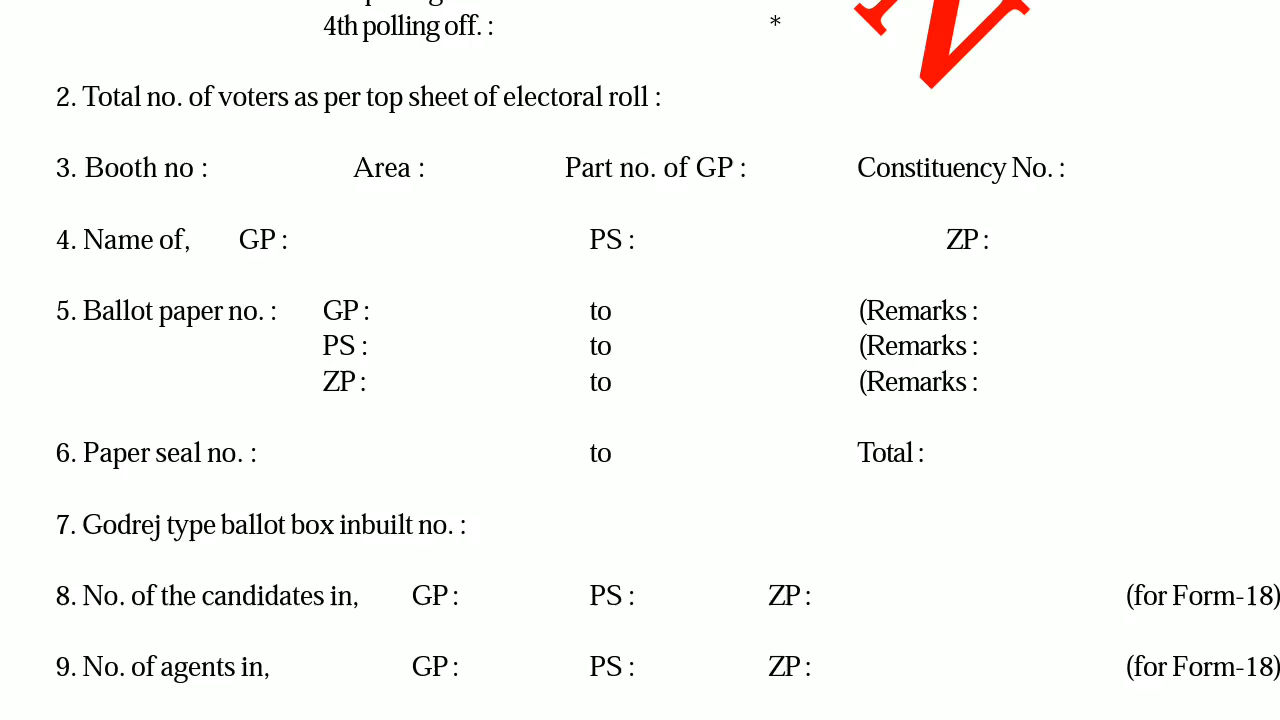 4th polling off. : *
2. Total no. of voters as per top sheet of electoral roll :
3. Booth no : Area : Part no. of GP : Constituency No. :
4. Name of, GP : PS : ZP :
5. Ballot paper no. : GP : to (Remarks :
PS : to (Remarks :
ZP : to (Remarks :
6. Paper seal no. : to Total :
7. Godrej type ballot box inbuilt no. :
8. No. of the candidates in, GP : PS : ZP : (for Form-18)
9. No. of agents in, GP : PS : ZP : (for Form-18)